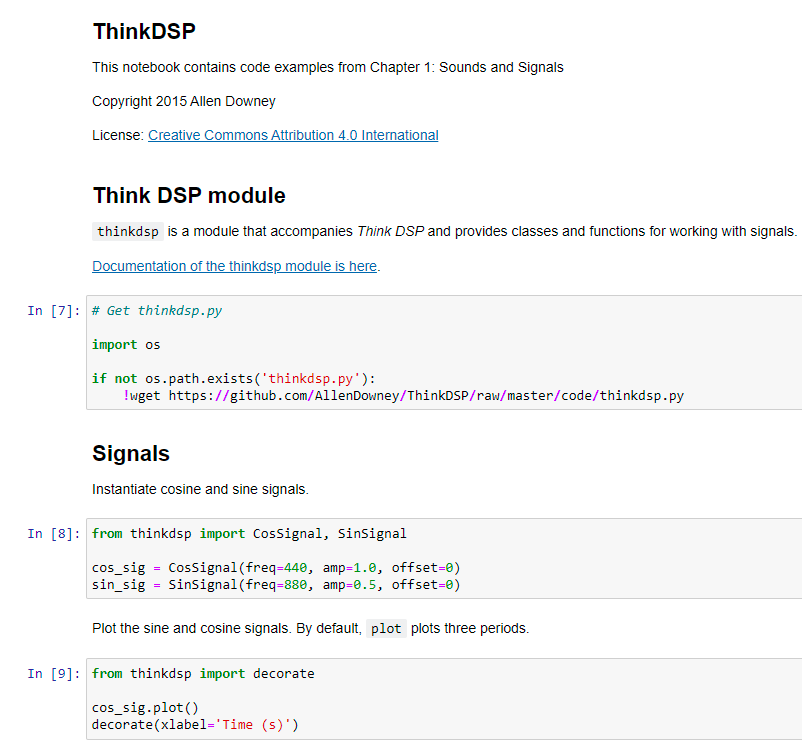 ThinkDSP
This notebook contains code examples from Chapter 1: Sounds and Signals
Copyright 2015 Allen Downey
License: Creative Commons Attribution 4.0 International
Think DSP module
thinkdsp is a module that accompanies Think DSP and provides classes and functions for working with signals.
Documentation of the thinkdsp module is here.
In [7]: # Get thinkdsp.py
import os
if not os.path.exists('thinkdsp.py'):
    !wget https://github.com/AllenDowney/ThinkDSP/raw/master/code/thinkdsp.py
Signals
Instantiate cosine and sine signals.
In [8]: from thinkdsp import CosSignal, SinSignal
cos_sig = CosSignal(freq=440, amp=1.0, offset=0)
sin_sig = SinSignal(freq=880, amp=0.5, offset=0)
Plot the sine and cosine signals. By default, plot plots three periods.
In [9]: from thinkdsp import decorate
cos_sig.plot()
decorate(xlabel='Time (s)')